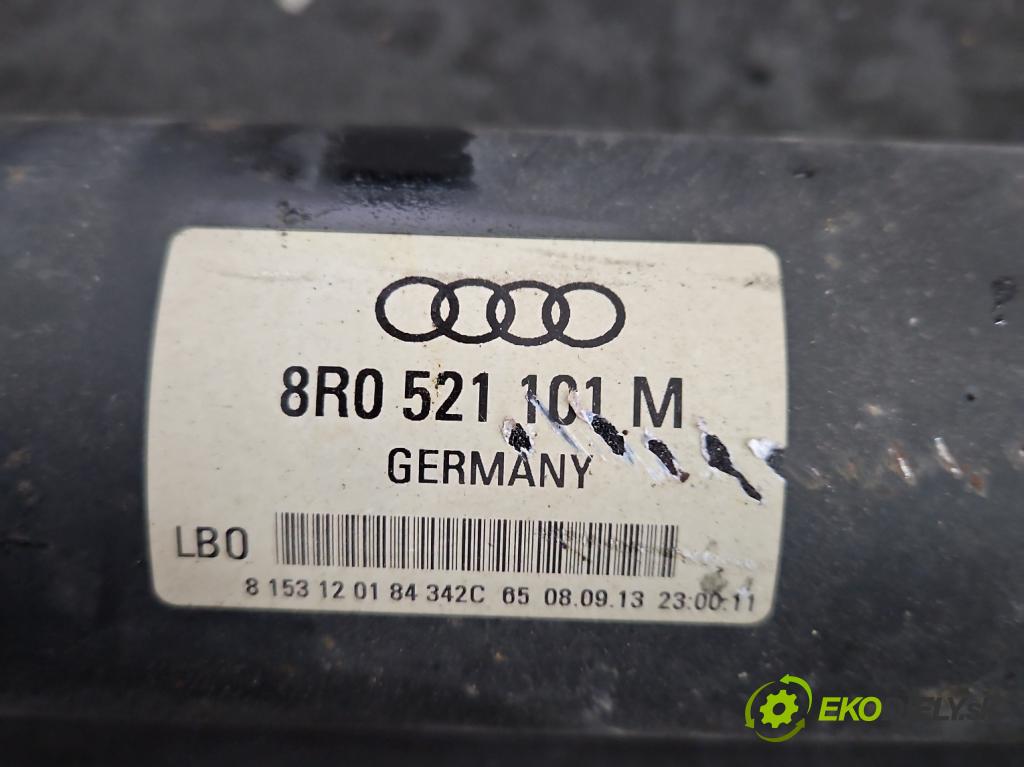 8R0 521 101 M
GERMANY
LB0
8 153 12 01 84 342C 65 08.09.13 23:00:11
EKODIELY.sk